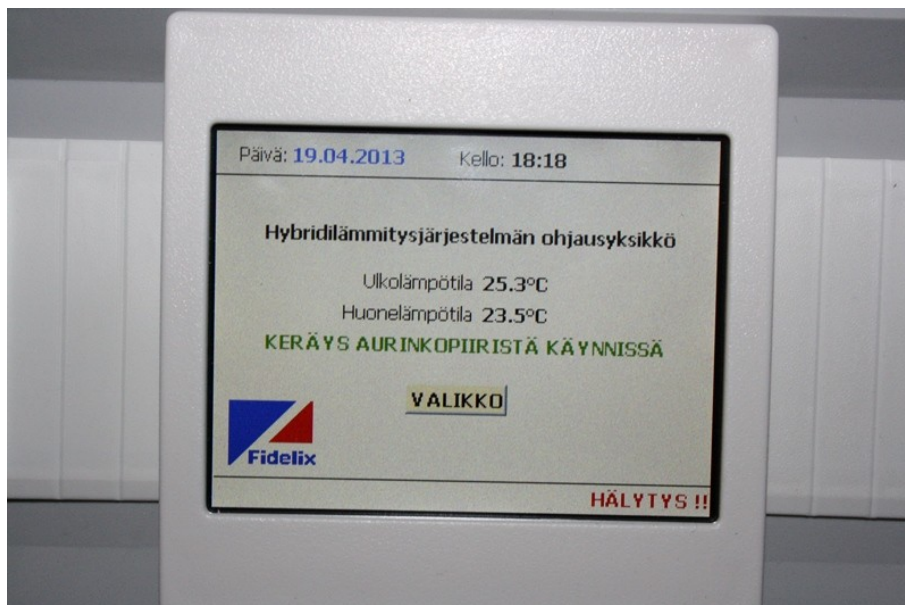 Päivä: 19.04.2013 Kello: 18:18
Hybridilämmitysjärjestelmän ohjausyksikkö
Ulkolämpötila 25.3°C
Huonelämpötila 23.5°C
KERÄYS AURINKOPIIRISTÄ KÄYNNISSÄ
VALIKKO
Fidelix
HÄLYTYS !!